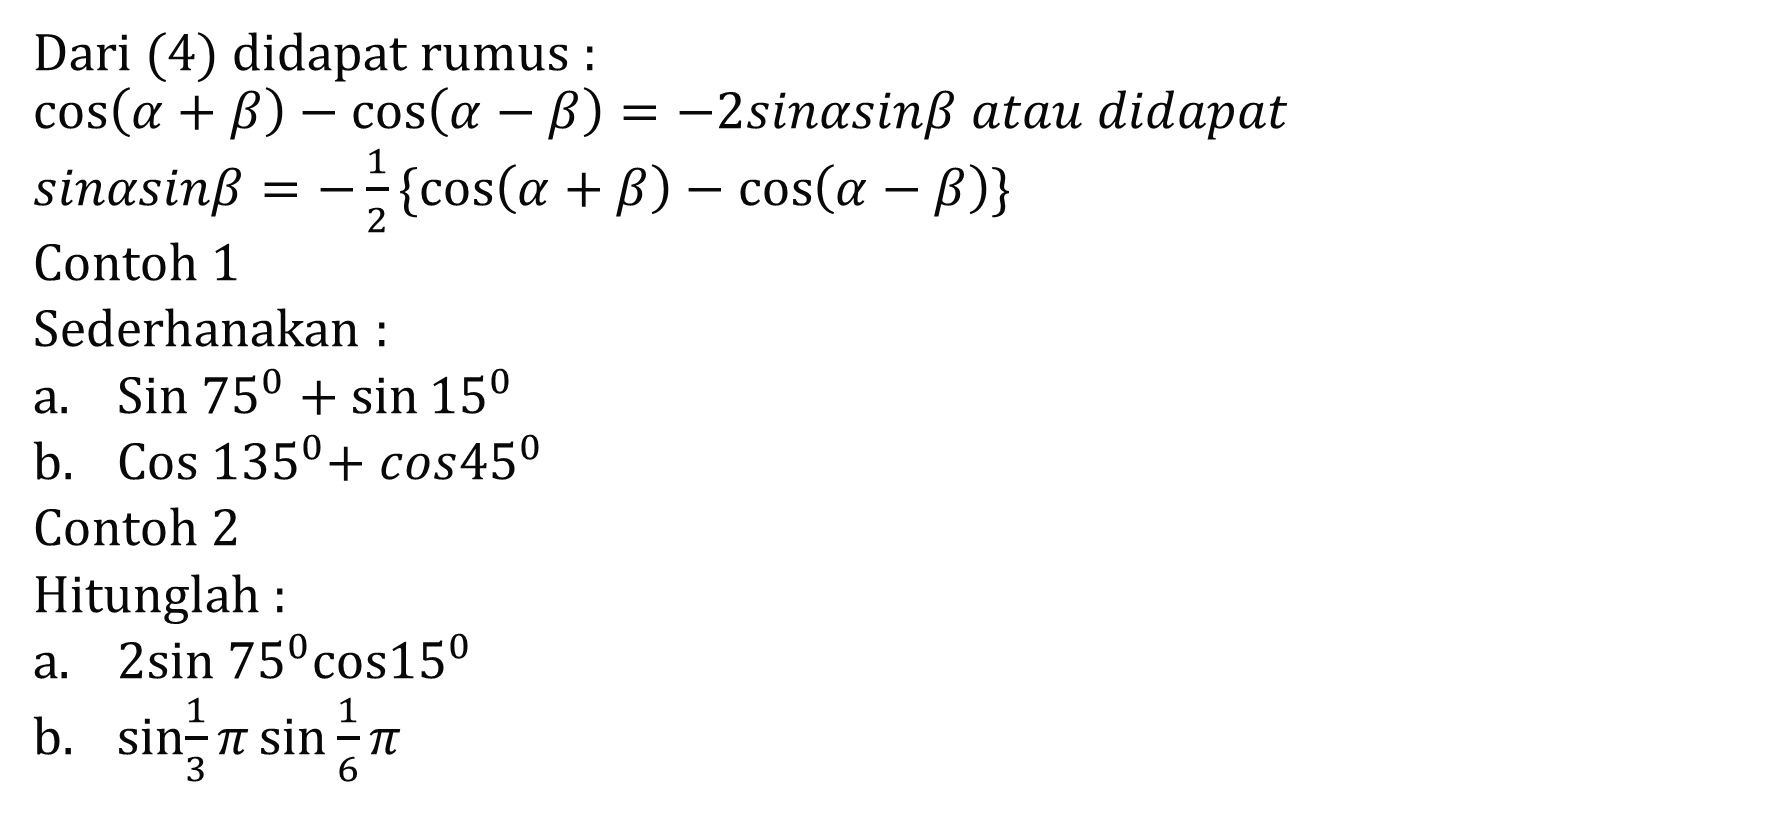 Dari (4) didapat rumus :
cos(α + β) − cos(α − β) = −2sinαsinβ atau didapat
sinαsinβ = −1/2{cos(α + β) − cos(α − β)}
Contoh 1
Sederhanakan :
a. Sin 75⁰ + sin 15⁰
b. Cos 135⁰+ cos45⁰
Contoh 2
Hitunglah :
a. 2sin 75⁰cos15⁰
b. sin1/3 π sin 1/6 π